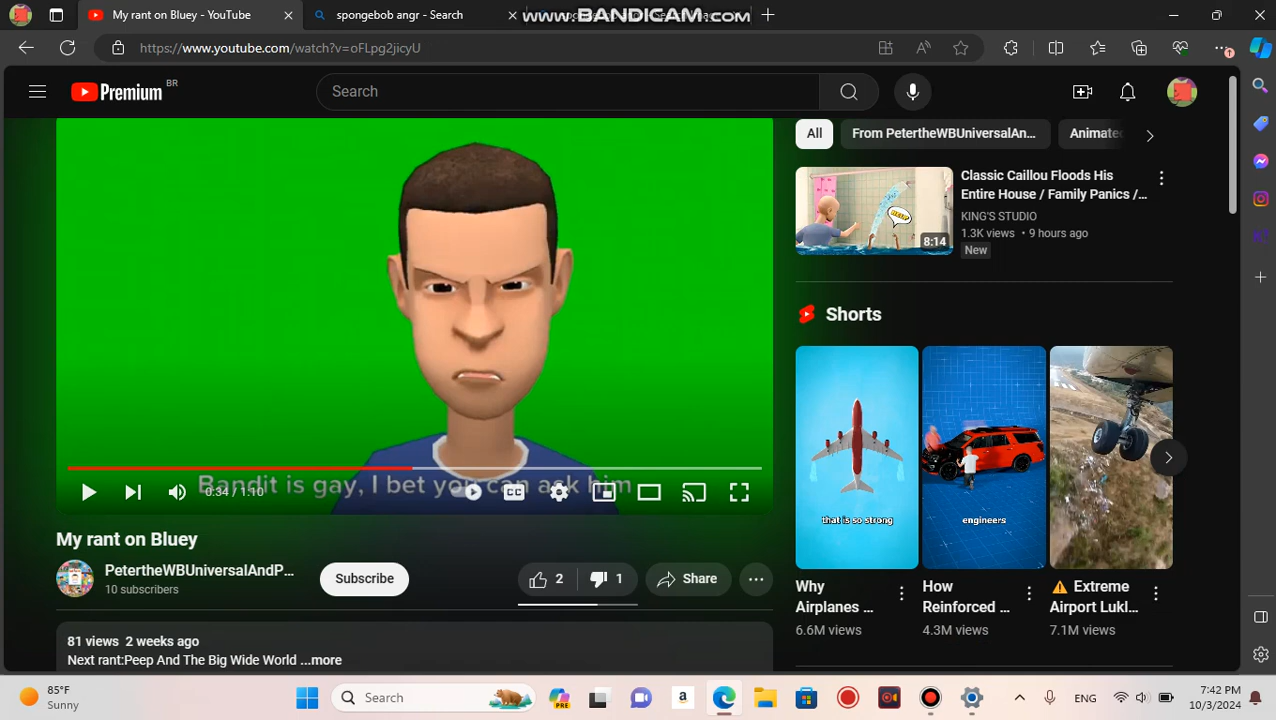 My rant on Bluey - YouTube
spongebob angr - Search
WWW.BANDICAM.COM
https://www.youtube.com/watch?v=oFLpg2jicyU
Premium BR
Search
All
From PetertheWBUniversalAn...
Animate
Classic Caillou Floods His
Entire House / Family Panics /...
KING'S STUDIO
1.3K views • 9 hours ago
New
HELP
8:14
Shorts
that is so strong
engineers
Why
Airplanes ...
6.6M views
How
Reinforced ...
4.3M views
⚠ Extreme
Airport Lukl...
7.1M views
Bandit is gay, I bet you can ask him
0:34 / 1:10
CC
My rant on Bluey
PetertheWBUniversalAndP...
10 subscribers
Subscribe
2
1
Share
81 views 2 weeks ago
Next rant:Peep And The Big Wide World ...more
85°F
Sunny
Search
PRE
a
ENG
7:42 PM
10/3/2024